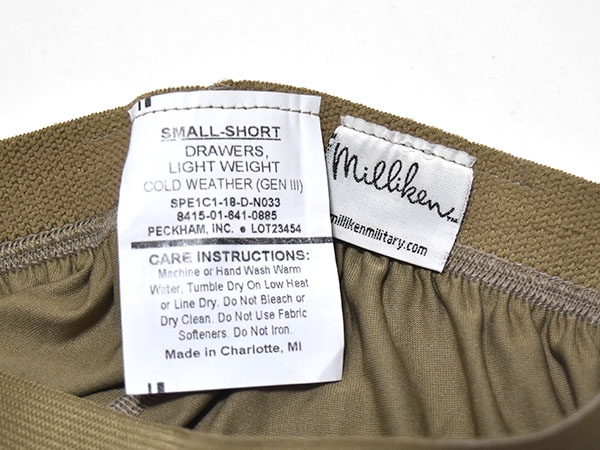 SMALL-SHORT
DRAWERS,
LIGHT WEIGHT
COLD WEATHER (GEN III)
SPE1C1-18-D-N033
8415-01-641-0885
PECKHAM, INC. ● LOT23454
CARE INSTRUCTIONS:
Machine or Hand Wash Warm
Water, Tumble Dry On Low Heat
or Line Dry. Do Not Bleach or
Dry Clean. Do Not Use Fabric
Softeners. Do Not Iron.
Made in Charlotte, MI
Milliken™
millikenmilitary.com